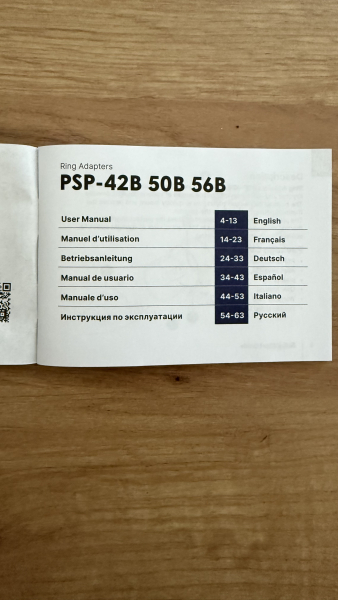 Ring Adapters
PSP-42B 50B 56B
User Manual 4-13 English
Manuel d'utilisation 14-23 Français
Betriebsanleitung 24-33 Deutsch
Manual de usuario 34-43 Español
Manuale d'uso 44-53 Italiano
Инструкция по эксплуатации 54-63 Русский